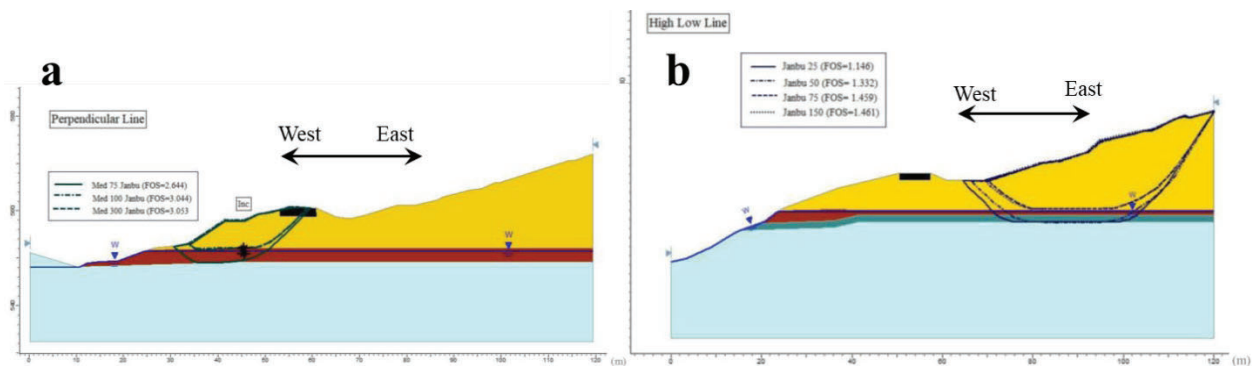 a
Perpendicular Line
West East
Med 75 Janbu (FOS=2.644)
Med 100 Janbu (FOS=3.044)
Med 300 Janbu (FOS=3.053
Inc
W
W
0 10 20 30 40 50 60 70 80 90 100 110 119 (m)
High Low Line
b
Janbu 25 (FOS=1.146)
Janbu 50 (FOS= 1.332)
Janbu 75 (FOS= 1.459)
Janbu 150 (FOS=1.461)
West East
W
W
0 20 40 60 80 100 120 (m)